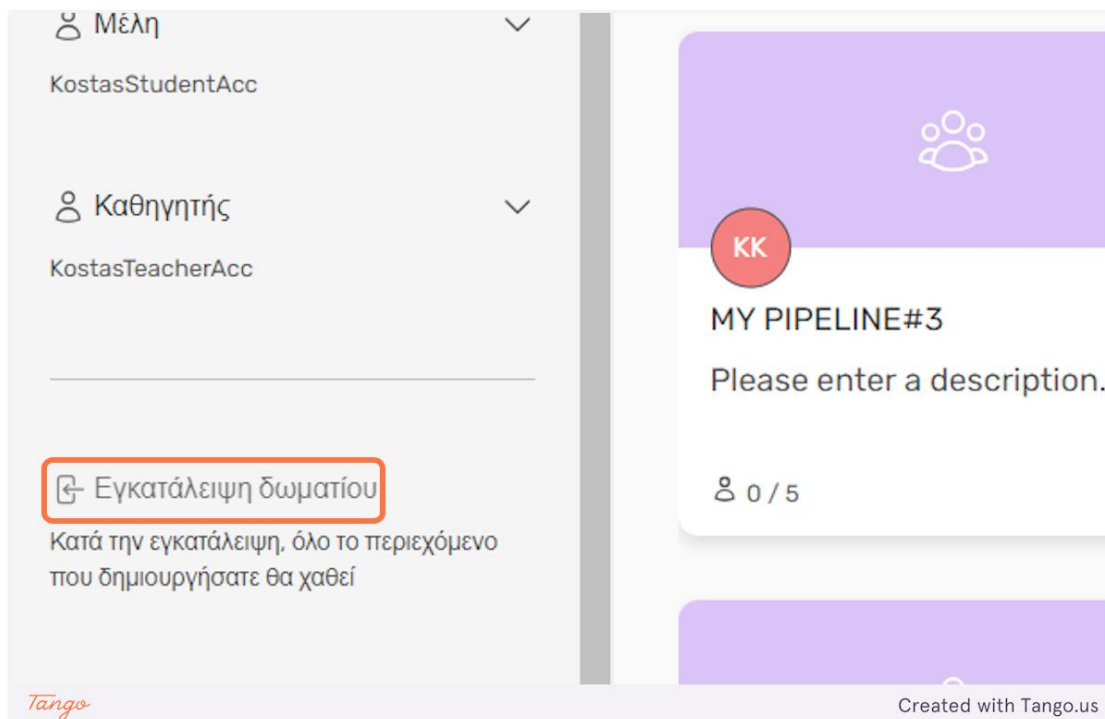 Μέλη
KostasStudentAcc
Καθηγητής
KostasTeacherAcc
Εγκατάλειψη δωματίου
Κατά την εγκατάλειψη, όλο το περιεχόμενο
που δημιουργήσατε θα χαθεί
KK
MY PIPELINE#3
Please enter a description.
0 / 5
Tango
Created with Tango.us